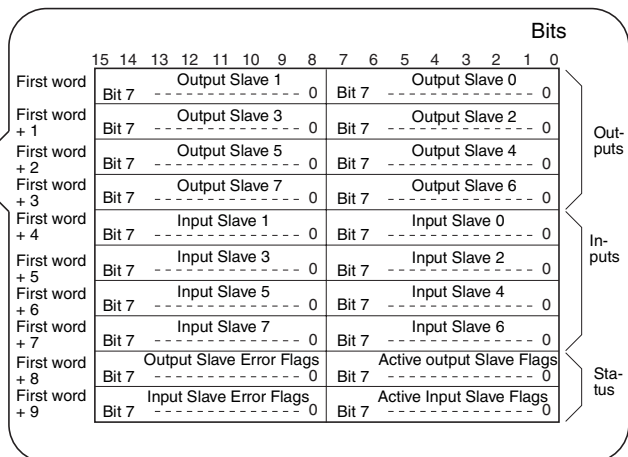 Bits
15 14 13 12 11 10 9 8 7 6 5 4 3 2 1 0
First word Output Slave 1 Output Slave 0
Bit 7 - - - - - - - - - - - - - - - - 0 Bit 7 - - - - - - - - - - - - - - - - 0
First word + 1 Output Slave 3 Output Slave 2
Bit 7 - - - - - - - - - - - - - - - - 0 Bit 7 - - - - - - - - - - - - - - - - 0
First word + 2 Output Slave 5 Output Slave 4
Bit 7 - - - - - - - - - - - - - - - - 0 Bit 7 - - - - - - - - - - - - - - - - 0
First word + 3 Output Slave 7 Output Slave 6
Bit 7 - - - - - - - - - - - - - - - - 0 Bit 7 - - - - - - - - - - - - - - - - 0
Out-
puts
First word + 4 Input Slave 1 Input Slave 0
Bit 7 - - - - - - - - - - - - - - - - 0 Bit 7 - - - - - - - - - - - - - - - - 0
First word + 5 Input Slave 3 Input Slave 2
Bit 7 - - - - - - - - - - - - - - - - 0 Bit 7 - - - - - - - - - - - - - - - - 0
First word + 6 Input Slave 5 Input Slave 4
Bit 7 - - - - - - - - - - - - - - - - 0 Bit 7 - - - - - - - - - - - - - - - - 0
First word + 7 Input Slave 7 Input Slave 6
Bit 7 - - - - - - - - - - - - - - - - 0 Bit 7 - - - - - - - - - - - - - - - - 0
In-
puts
First word + 8 Output Slave Error Flags Active output Slave Flags
Bit 7 - - - - - - - - - - - - - - - - 0 Bit 7 - - - - - - - - - - - - - - - - 0
First word + 9 Input Slave Error Flags Active Input Slave Flags
Bit 7 - - - - - - - - - - - - - - - - 0 Bit 7 - - - - - - - - - - - - - - - - 0
Sta-
tus